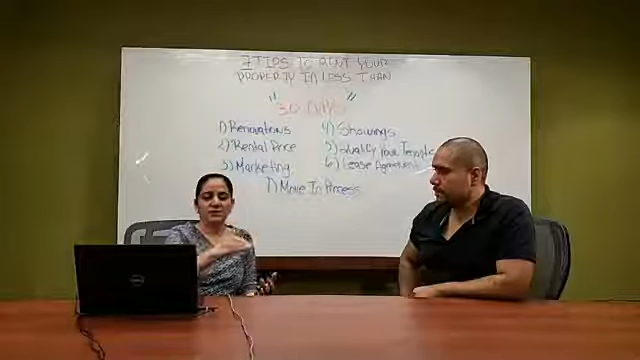 7 TIPS TO RENT YOUR
PROPERTY IN LESS THAN
"30 DAYS"
1) Renovations
2) Rental Price
3) Marketing
4) Showings
5) Qualify Your Tenants
6) Lease Agreement
7) Move In Process
DELL